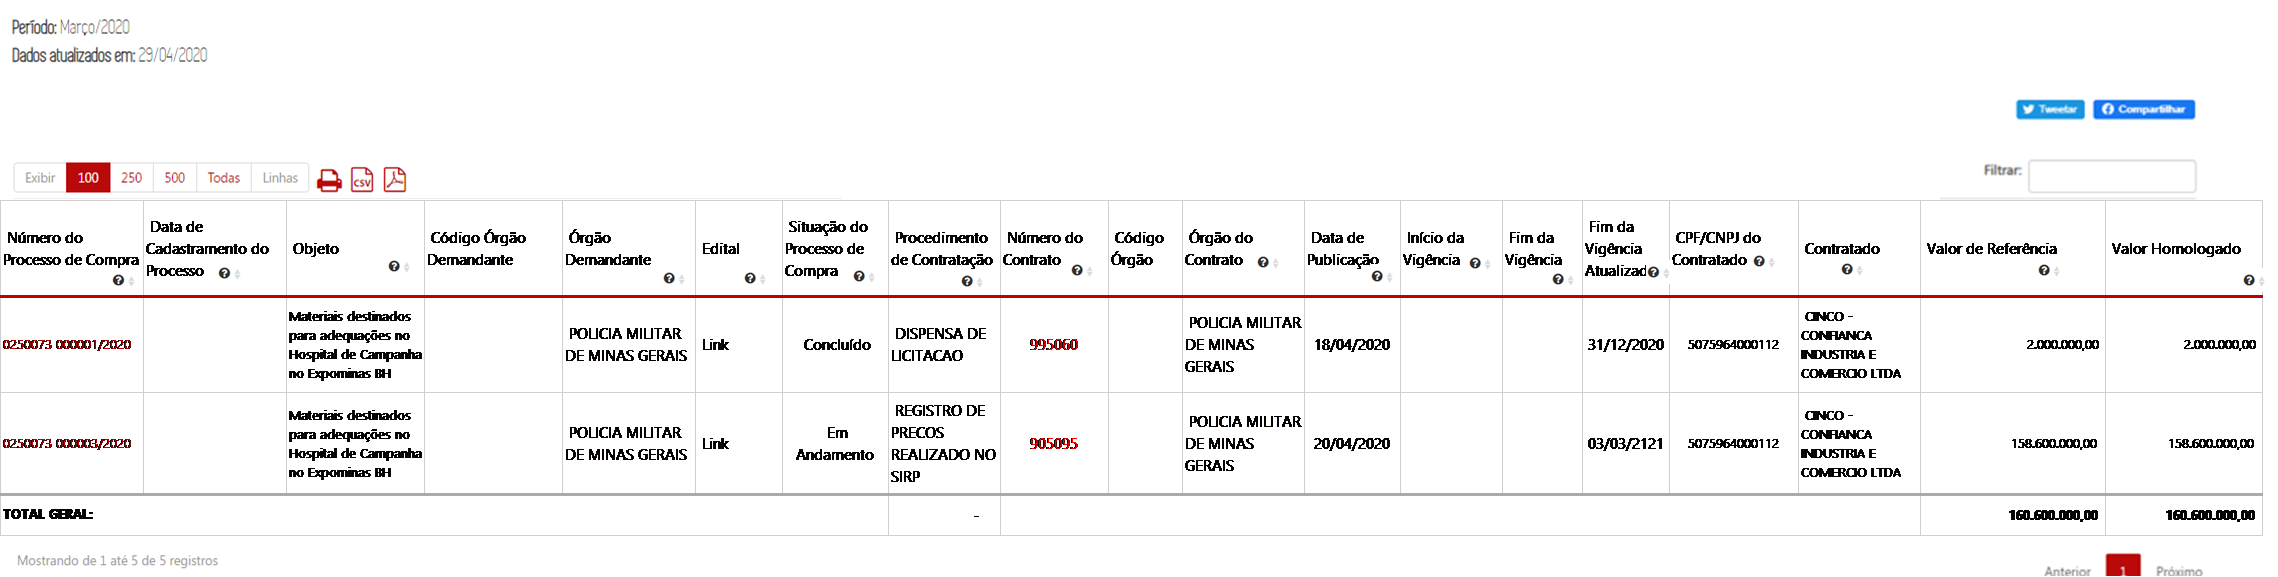 Período: Março/2020
Dados atualizados em: 29/04/2020
Tweetar Compartilhar
Exibir 100 250 500 Todas Linhas CSV
Filtrar:
Número do
Processo de Compra
Data de
Cadastramento do
Processo
Objeto
Código Órgão
Demandante
Órgão
Demandante
Edital
Situação do
Processo de
Compra
Procedimento
de Contratação
Número do
Contrato
Código
Órgão
Órgão do
Contrato
Data de
Publicação
Início da
Vigência
Fim da
Vigência
Fim da
Vigência
Atualizad
CPF/CNPJ do
Contratado
Contratado
Valor de Referência
Valor Homologado
0250073 000001/2020
Materiais destinados
para adequações no
Hospital de Campanha
no Expominas BH
POLICIA MILITAR
DE MINAS GERAIS
Link
Concluído
DISPENSA DE
LICITACAO
995060
POLICIA MILITAR
DE MINAS
GERAIS
18/04/2020
31/12/2020
5075964000112
CINCO -
CONFIANCA
INDUSTRIA E
COMERCIO LTDA
2.000.000,00
2.000.000,00
0250073 000003/2020
Materiais destinados
para adequações no
Hospital de Campanha
no Expominas BH
POLICIA MILITAR
DE MINAS GERAIS
Link
Em
Andamento
REGISTRO DE
PRECOS
REALIZADO NO
SIRP
905095
POLICIA MILITAR
DE MINAS
GERAIS
20/04/2020
03/03/2121
5075964000112
CINCO -
CONFIANCA
INDUSTRIA E
COMERCIO LTDA
158.600.000,00
158.600.000,00
TOTAL GERAL:
-
160.600.000,00
160.600.000,00
Mostrando de 1 até 5 de 5 registros
Anterior 1 Próximo